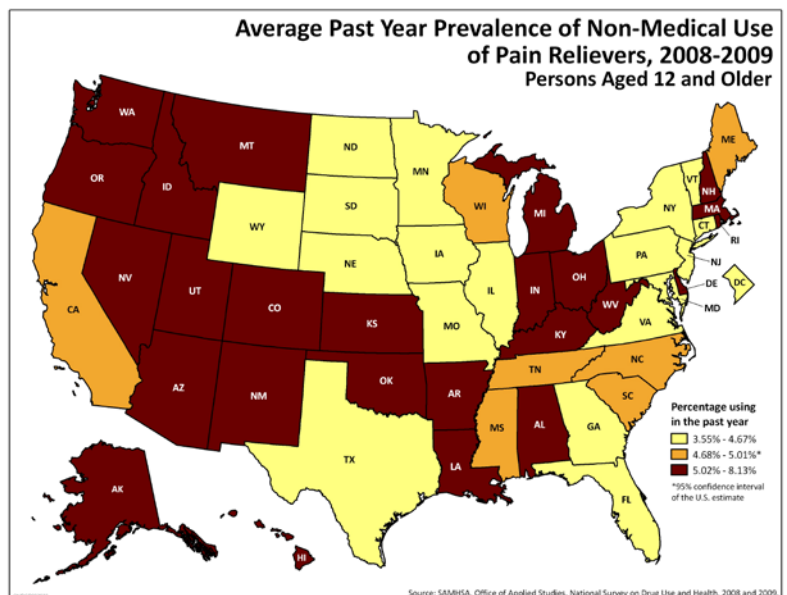 Average Past Year Prevalence of Non-Medical Use
of Pain Relievers, 2008-2009
Persons Aged 12 and Older
WA
MT
ND
MN
ME
OR
ID
SD
WI
MI
VT
NH
NY
MA
CT
RI
WY
IA
PA
NJ
NE
NV
UT
CO
IL
IN
OH
DE
DC
MD
CA
KS
MO
WV
VA
KY
AZ
NM
OK
TN
NC
AR
SC
MS
AL
GA
TX
LA
FL
AK
HI
Percentage using
in the past year
3.55% - 4.67%
4.68% - 5.01%*
5.02% - 8.13%
*95% confidence interval
of the U.S. estimate
Source: SAMHSA, Office of Applied Studies, National Survey on Drug Use and Health, 2008 and 2009